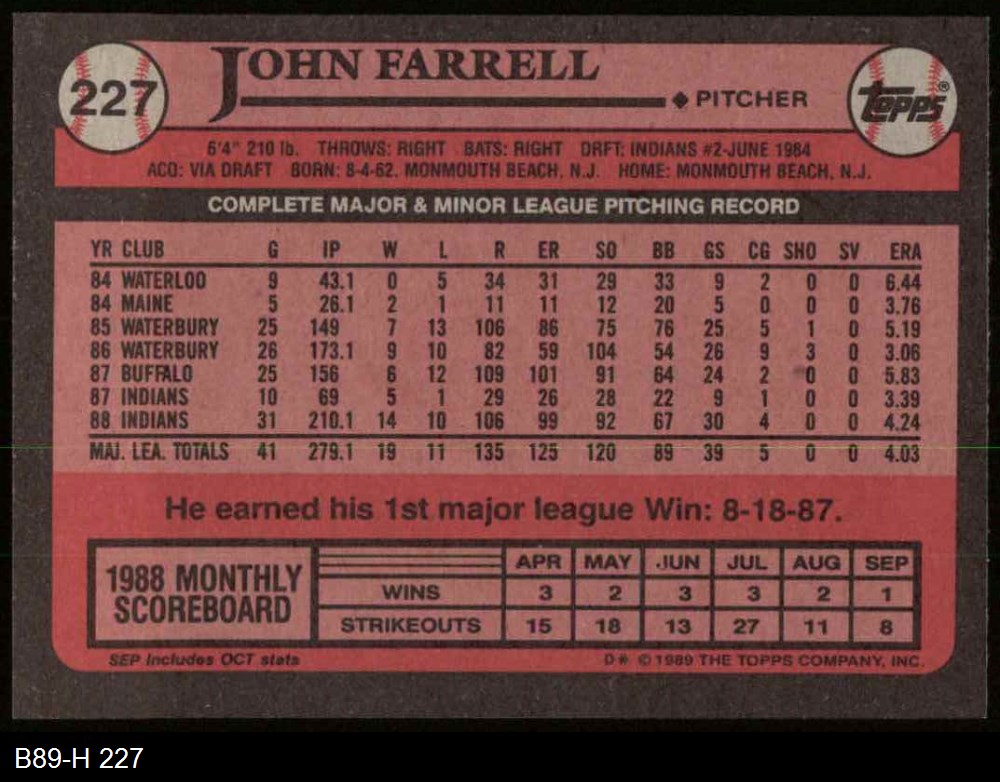 227
JOHN FARRELL
◆ PITCHER
Topps®
6'4" 210 lb. THROWS: RIGHT BATS: RIGHT DRFT: INDIANS #2-JUNE 1984
ACQ: VIA DRAFT BORN: 8-4-62, MONMOUTH BEACH, N.J. HOME: MONMOUTH BEACH, N.J.
COMPLETE MAJOR & MINOR LEAGUE PITCHING RECORD
YR CLUB G IP W L R ER SO BB GS CG SHO SV ERA
84 WATERLOO 9 43.1 0 5 34 31 29 33 9 2 0 0 6.44
84 MAINE 5 26.1 2 1 11 11 12 20 5 0 0 0 3.76
85 WATERBURY 25 149 7 13 106 86 75 76 25 5 1 0 5.19
86 WATERBURY 26 173.1 9 10 82 59 104 54 26 9 3 0 3.06
87 BUFFALO 25 156 6 12 109 101 91 64 24 2 0 0 5.83
87 INDIANS 10 69 5 1 29 26 28 22 9 1 0 0 3.39
88 INDIANS 31 210.1 14 10 106 99 92 67 30 4 0 0 4.24
MAJ. LEA. TOTALS 41 279.1 19 11 135 125 120 89 39 5 0 0 4.03
He earned his 1st major league Win: 8-18-87.
1988 MONTHLY SCOREBOARD
APR MAY JUN JUL AUG SEP
WINS 3 2 3 3 2 1
STRIKEOUTS 15 18 13 27 11 8
SEP Includes OCT stats
D* © 1989 THE TOPPS COMPANY, INC.
B89-H 227